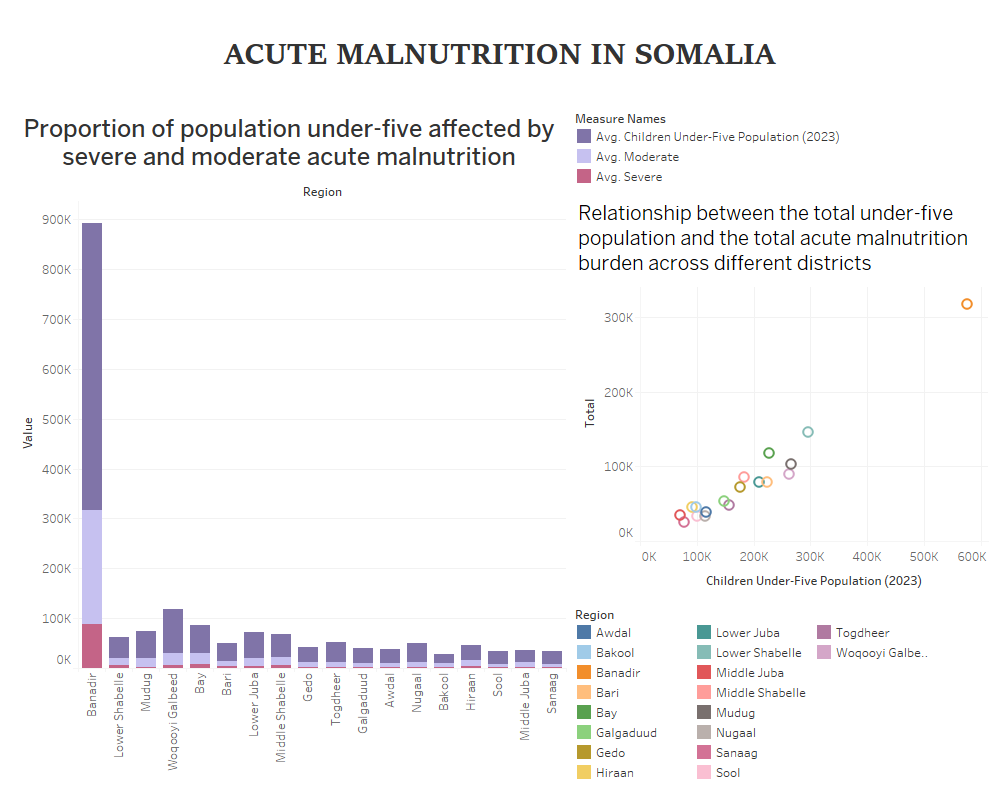 ACUTE MALNUTRITION IN SOMALIA
Proportion of population under-five affected by
severe and moderate acute malnutrition
Region
900K
800K
700K
600K
500K
400K
300K
200K
100K
0K
Value
Banadir
Lower Shabelle
Mudug
Woqooyi Galbeed
Bay
Bari
Lower Juba
Middle Shabelle
Gedo
Togdheer
Galgaduud
Awdal
Nugaal
Bakool
Hiraan
Sool
Middle Juba
Sanaag
Measure Names
Avg. Children Under-Five Population (2023)
Avg. Moderate
Avg. Severe
Relationship between the total under-five
population and the total acute malnutrition
burden across different districts
300K
200K
100K
0K
Total
0K 100K 200K 300K 400K 500K 600K
Children Under-Five Population (2023)
Region
Awdal
Bakool
Banadir
Bari
Bay
Galgaduud
Gedo
Hiraan
Lower Juba
Lower Shabelle
Middle Juba
Middle Shabelle
Mudug
Nugaal
Sanaag
Sool
Togdheer
Woqooyi Galbe..